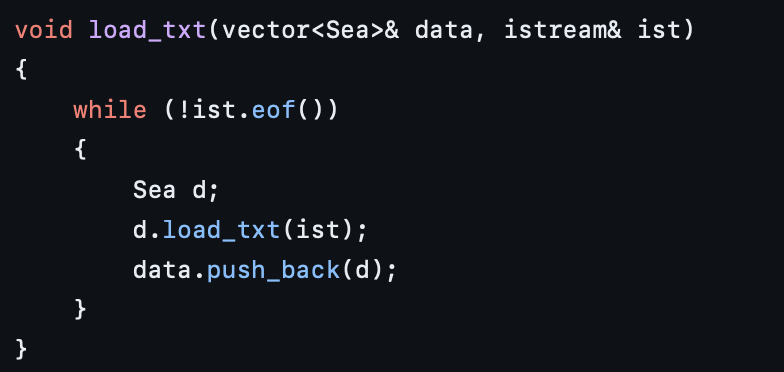 void load_txt(vector<Sea>& data, istream& ist)
{
    while (!ist.eof())
    {
        Sea d;
        d.load_txt(ist);
        data.push_back(d);
    }
}